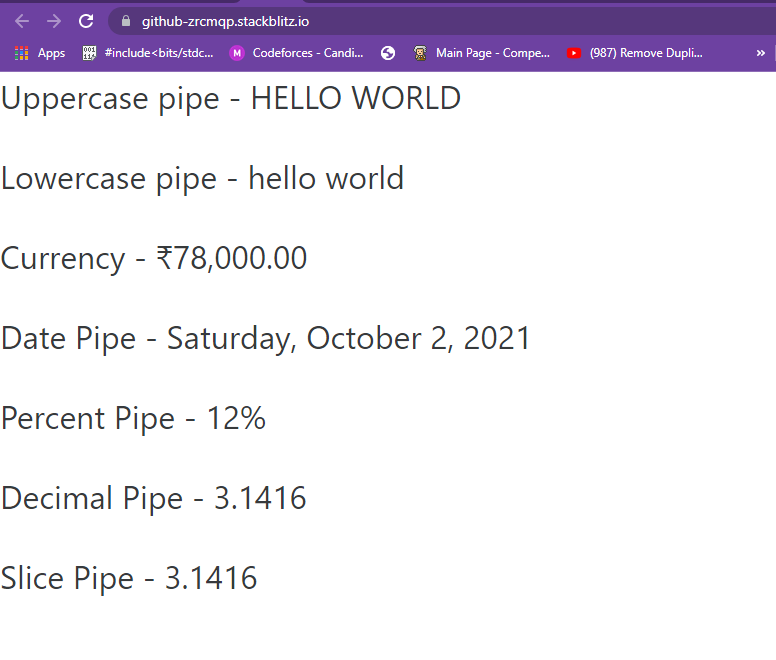 github-zrcmqp.stackblitz.io
Apps #include<bits/stdc... M Codeforces - Candi... Main Page - Compe... (987) Remove Dupli... »
Uppercase pipe - HELLO WORLD
Lowercase pipe - hello world
Currency - ₹78,000.00
Date Pipe - Saturday, October 2, 2021
Percent Pipe - 12%
Decimal Pipe - 3.1416
Slice Pipe - 3.1416